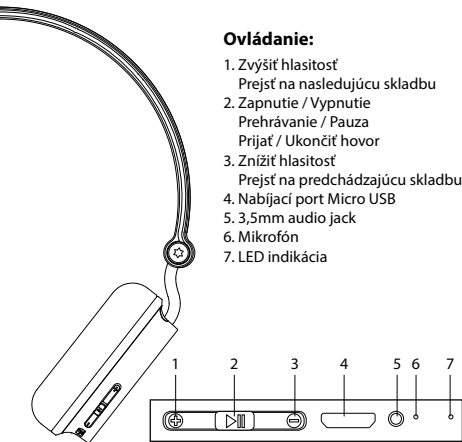 Ovládanie:
1. Zvýšiť hlasitosť
Prejsť na nasledujúcu skladbu
2. Zapnutie / Vypnutie
Prehrávanie / Pauza
Prijať / Ukončiť hovor
3. Znížiť hlasitosť
Prejsť na predchádzajúcu skladbu
4. Nabíjací port Micro USB
5. 3,5mm audio jack
6. Mikrofón
7. LED indikácia
1 2 3 4 5 6 7